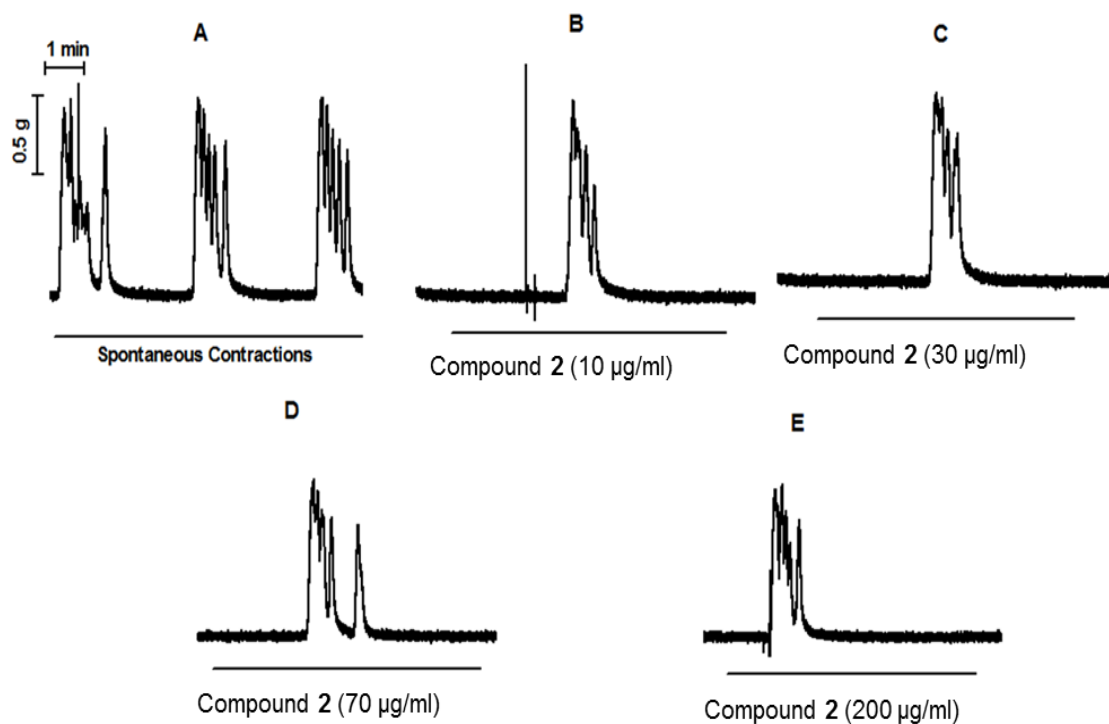 A
B
C
1 min
0.5 g
Spontaneous Contractions
Compound 2 (10 µg/ml)
Compound 2 (30 µg/ml)
D
E
Compound 2 (70 µg/ml)
Compound 2 (200 µg/ml)